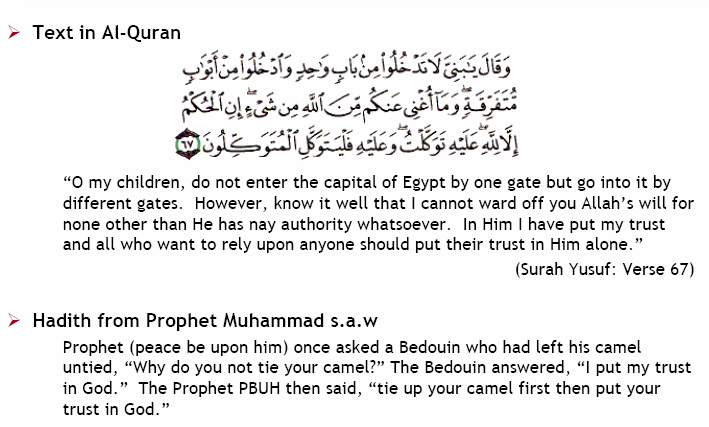 Text in Al-Quran
وَقَالَ يَٰبَنِىَّ لَا تَدْخُلُوا۟ مِنۢ بَابٍ وَٰحِدٍ وَٱدْخُلُوا۟ مِنْ أَبْوَٰبٍ
مُّتَفَرِّقَةٍ ۖ وَمَآ أُغْنِى عَنكُم مِّنَ ٱللَّهِ مِن شَىْءٍ ۖ إِنِ ٱلْحُكْمُ
إِلَّا لِلَّهِ ۖ عَلَيْهِ تَوَكَّلْتُ ۖ وَعَلَيْهِ فَلْيَتَوَكَّلِ ٱلْمُتَوَكِّلُونَ ٦٧
“O my children, do not enter the capital of Egypt by one gate but go into it by
different gates. However, know it well that I cannot ward off you Allah’s will for
none other than He has nay authority whatsoever. In Him I have put my trust
and all who want to rely upon anyone should put their trust in Him alone.”
(Surah Yusuf: Verse 67)
Hadith from Prophet Muhammad s.a.w
Prophet (peace be upon him) once asked a Bedouin who had left his camel
untied, “Why do you not tie your camel?” The Bedouin answered, “I put my trust
in God.” The Prophet PBUH then said, “tie up your camel first then put your
trust in God.”